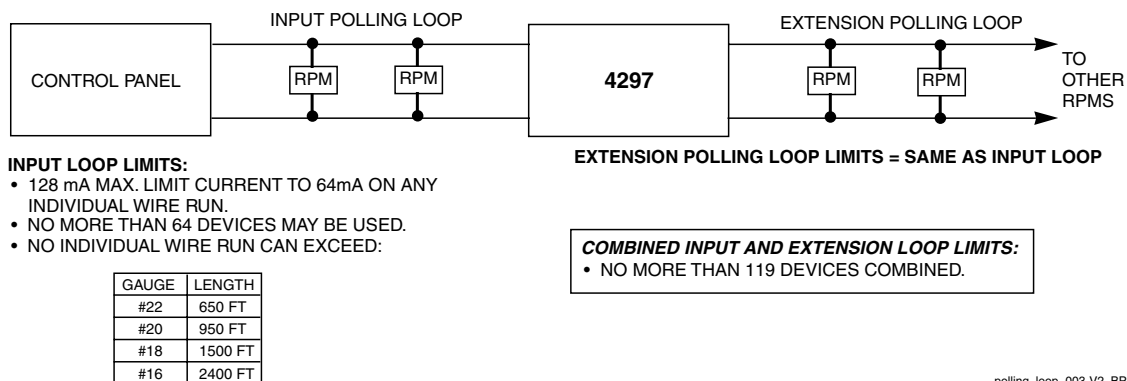 INPUT POLLING LOOP
EXTENSION POLLING LOOP
CONTROL PANEL
RPM
RPM
4297
RPM
RPM
TO
OTHER
RPMS
INPUT LOOP LIMITS:
• 128 mA MAX. LIMIT CURRENT TO 64mA ON ANY
INDIVIDUAL WIRE RUN.
• NO MORE THAN 64 DEVICES MAY BE USED.
• NO INDIVIDUAL WIRE RUN CAN EXCEED:
GAUGE LENGTH
#22 650 FT
#20 950 FT
#18 1500 FT
#16 2400 FT
EXTENSION POLLING LOOP LIMITS = SAME AS INPUT LOOP
COMBINED INPUT AND EXTENSION LOOP LIMITS:
• NO MORE THAN 119 DEVICES COMBINED.